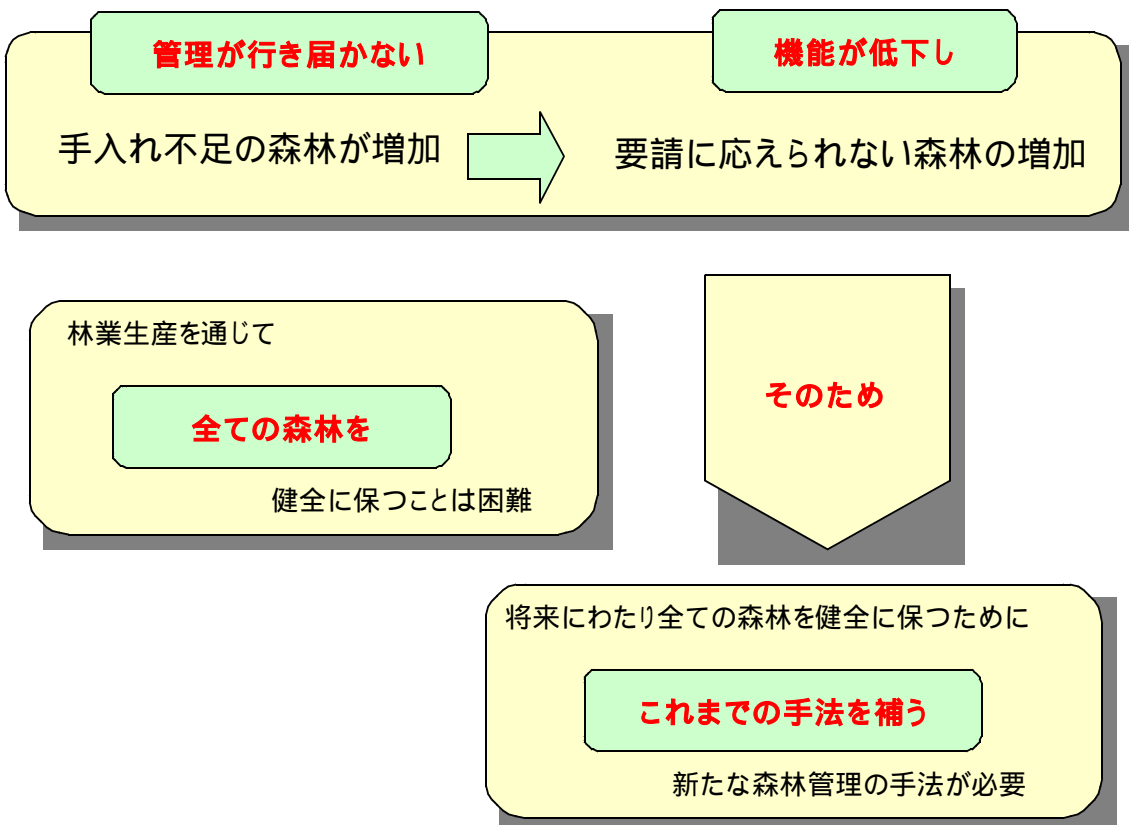 管理が行き届かない
手入れ不足の森林が増加
機能が低下し
要請に応えられない森林の増加
林業生産を通じて
全ての森林を
健全に保つことは困難
そのため
将来にわたり全ての森林を健全に保つために
これまでの手法を補う
新たな森林管理の手法が必要